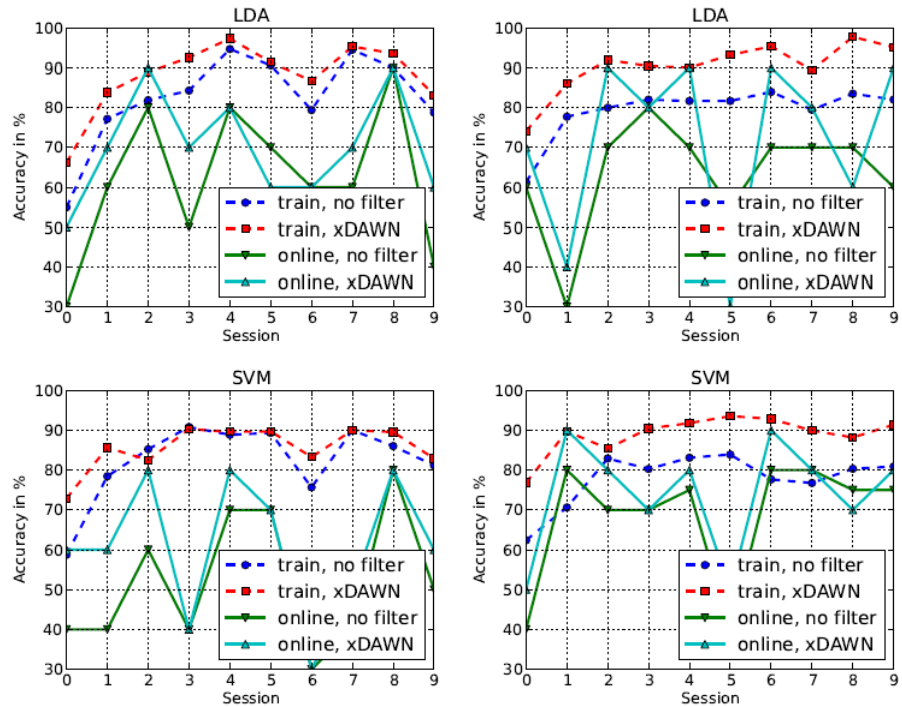 LDA
100
90
80
70
60
50
40
30
Accuracy in %
0 1 2 3 4 5 6 7 8 9
Session
train, no filter
train, xDAWN
online, no filter
online, xDAWN
LDA
100
90
80
70
60
50
40
30
Accuracy in %
0 1 2 3 4 5 6 7 8 9
Session
train, no filter
train, xDAWN
online, no filter
online, xDAWN
SVM
100
90
80
70
60
50
40
30
Accuracy in %
0 1 2 3 4 5 6 7 8 9
Session
train, no filter
train, xDAWN
online, no filter
online, xDAWN
SVM
100
90
80
70
60
50
40
30
Accuracy in %
0 1 2 3 4 5 6 7 8 9
Session
train, no filter
train, xDAWN
online, no filter
online, xDAWN